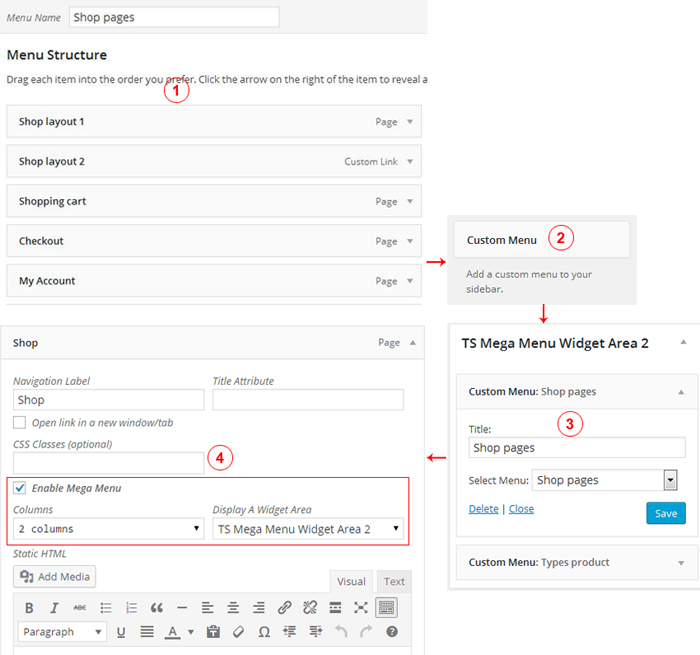 Menu Name Shop pages
Menu Structure
Drag each item into the order you prefer. Click the arrow on the right of the item to reveal a
1
Shop layout 1 Page
Shop layout 2 Custom Link
Shopping cart Page
Checkout Page
My Account Page
Custom Menu 2
Add a custom menu to your
sidebar.
TS Mega Menu Widget Area 2
Custom Menu: Shop pages
3
Title:
Shop pages
Select Menu: Shop pages
Delete | Close Save
Custom Menu: Types product
Shop Page
Navigation Label Title Attribute
Shop
Open link in a new window/tab
CSS Classes (optional)
4
Enable Mega Menu
Columns Display A Widget Area
2 columns TS Mega Menu Widget Area 2
Static HTML
Add Media
Visual Text
B I ABC
Paragraph U A Ω ?